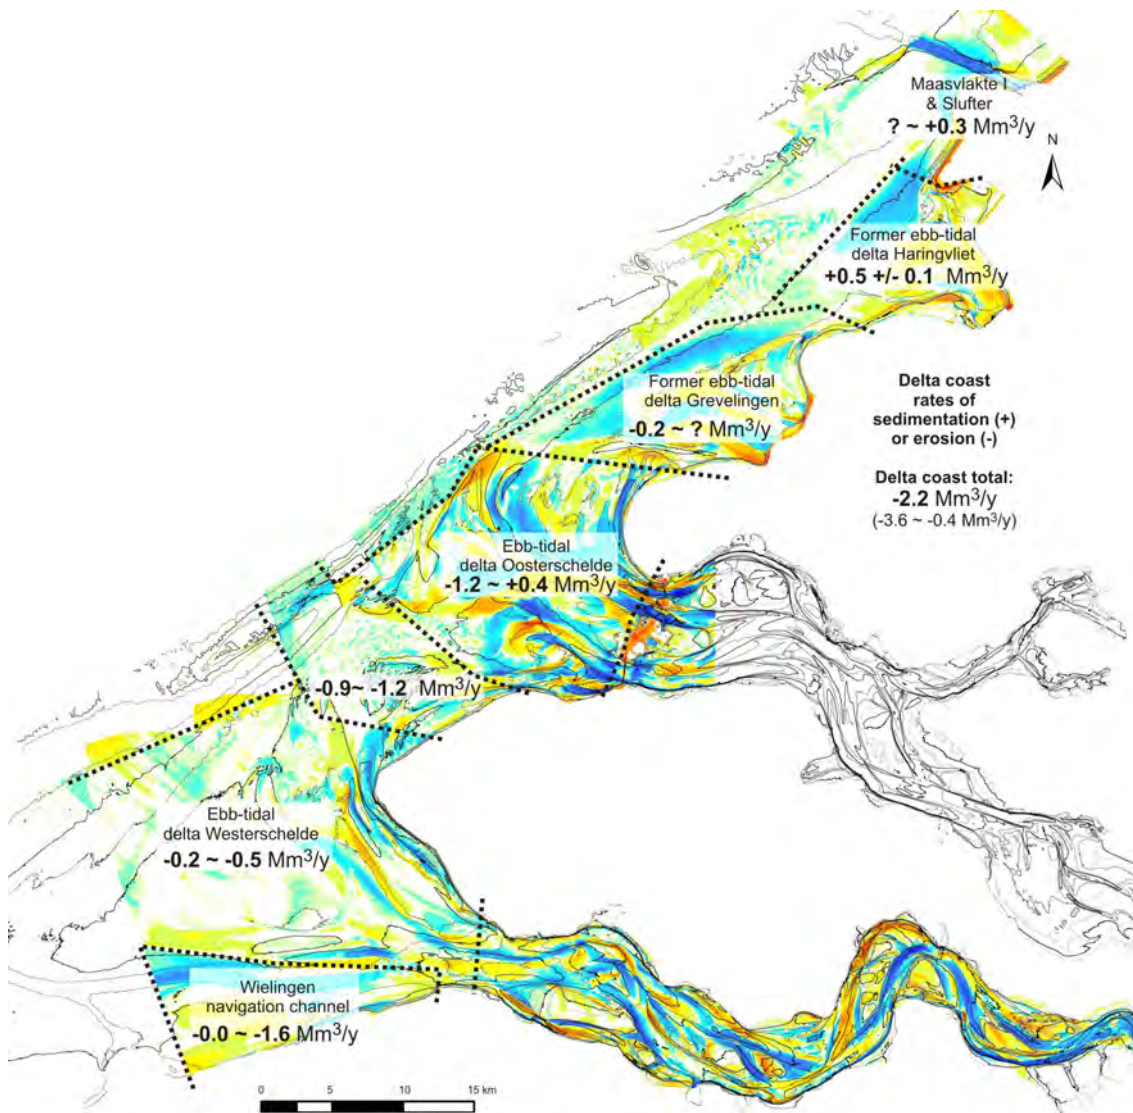 Maasvlakte I
& Slufter
? ~ +0.3 Mm³/y
N
Former ebb-tidal
delta Haringvliet
+0.5 +/- 0.1 Mm³/y
Former ebb-tidal
delta Grevelingen
-0.2 ~ ? Mm³/y
Delta coast
rates of
sedimentation (+)
or erosion (-)
Delta coast total:
-2.2 Mm³/y
(-3.6 ~ -0.4 Mm³/y)
Ebb-tidal
delta Oosterschelde
-1.2 ~ +0.4 Mm³/y
-0.9~ -1.2 Mm³/y
Ebb-tidal
delta Westerschelde
-0.2 ~ -0.5 Mm³/y
Wielingen
navigation channel
-0.0 ~ -1.6 Mm³/y
0 5 10 15 km